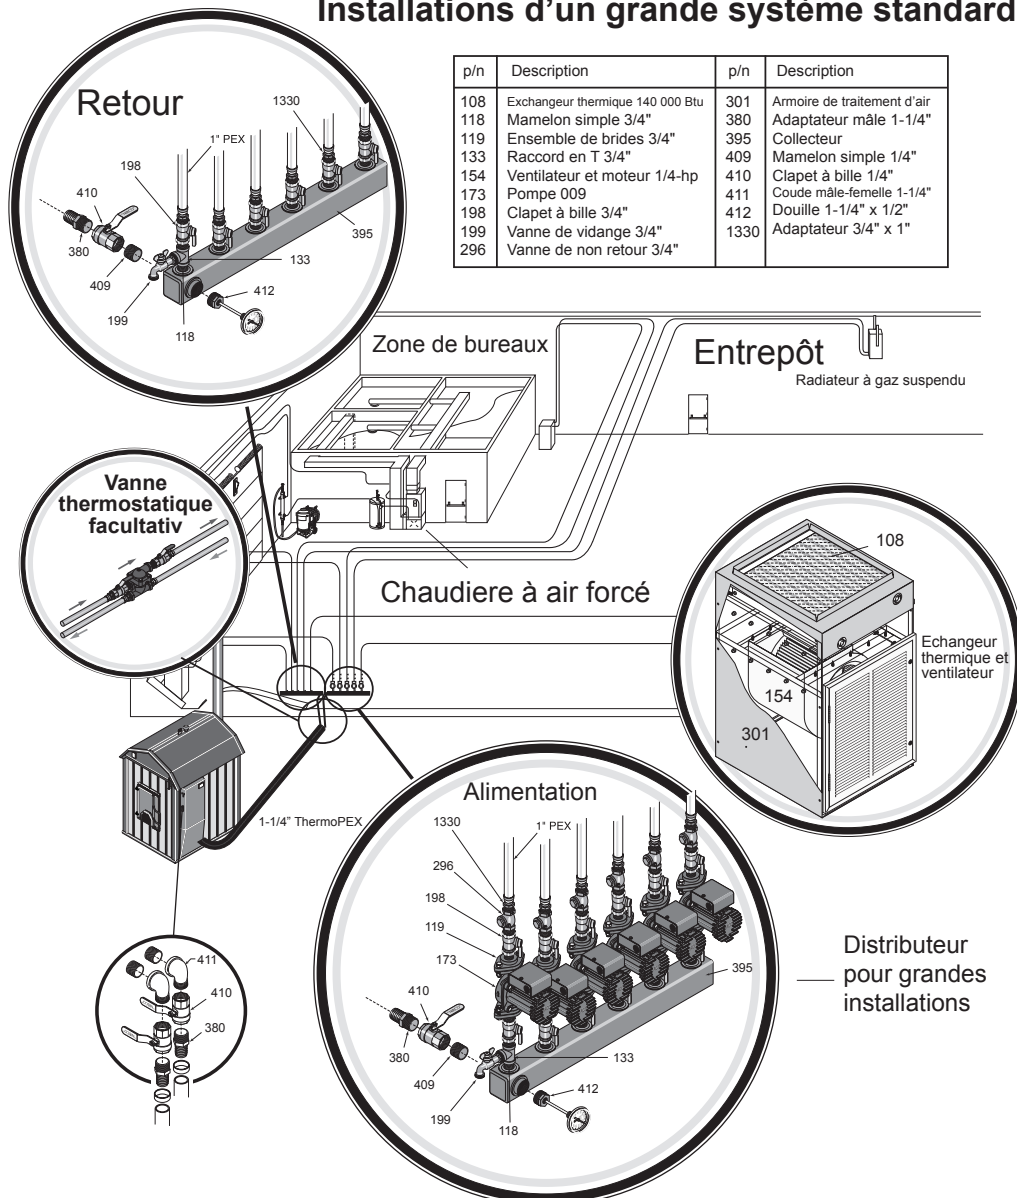 Installations d'un grande système standard
p/n Description p/n Description
108 Exchangeur thermique 140 000 Btu 301 Armoire de traitement d'air
118 Mamelon simple 3/4" 380 Adaptateur mâle 1-1/4"
119 Ensemble de brides 3/4" 395 Collecteur
133 Raccord en T 3/4" 409 Mamelon simple 1/4"
154 Ventilateur et moteur 1/4-hp 410 Clapet à bille 1/4"
173 Pompe 009 411 Coude mâle-femelle 1-1/4"
198 Clapet à bille 3/4" 412 Douille 1-1/4" x 1/2"
199 Vanne de vidange 3/4" 1330 Adaptateur 3/4" x 1"
296 Vanne de non retour 3/4"
Retour
1330
1" PEX
198
410
380
395
409
133
412
199
118
Zone de bureaux
Entrepôt
Radiateur à gaz suspendu
Vanne
thermostatique
facultativ
Chaudiere à air forcé
108
Echangeur
thermique et
ventilateur
154
301
1-1/4" ThermoPEX
Alimentation
1330
1" PEX
296
198
119
173
410
395
380
409
133
412
199
118
Distributeur
pour grandes
installations
411
410
380